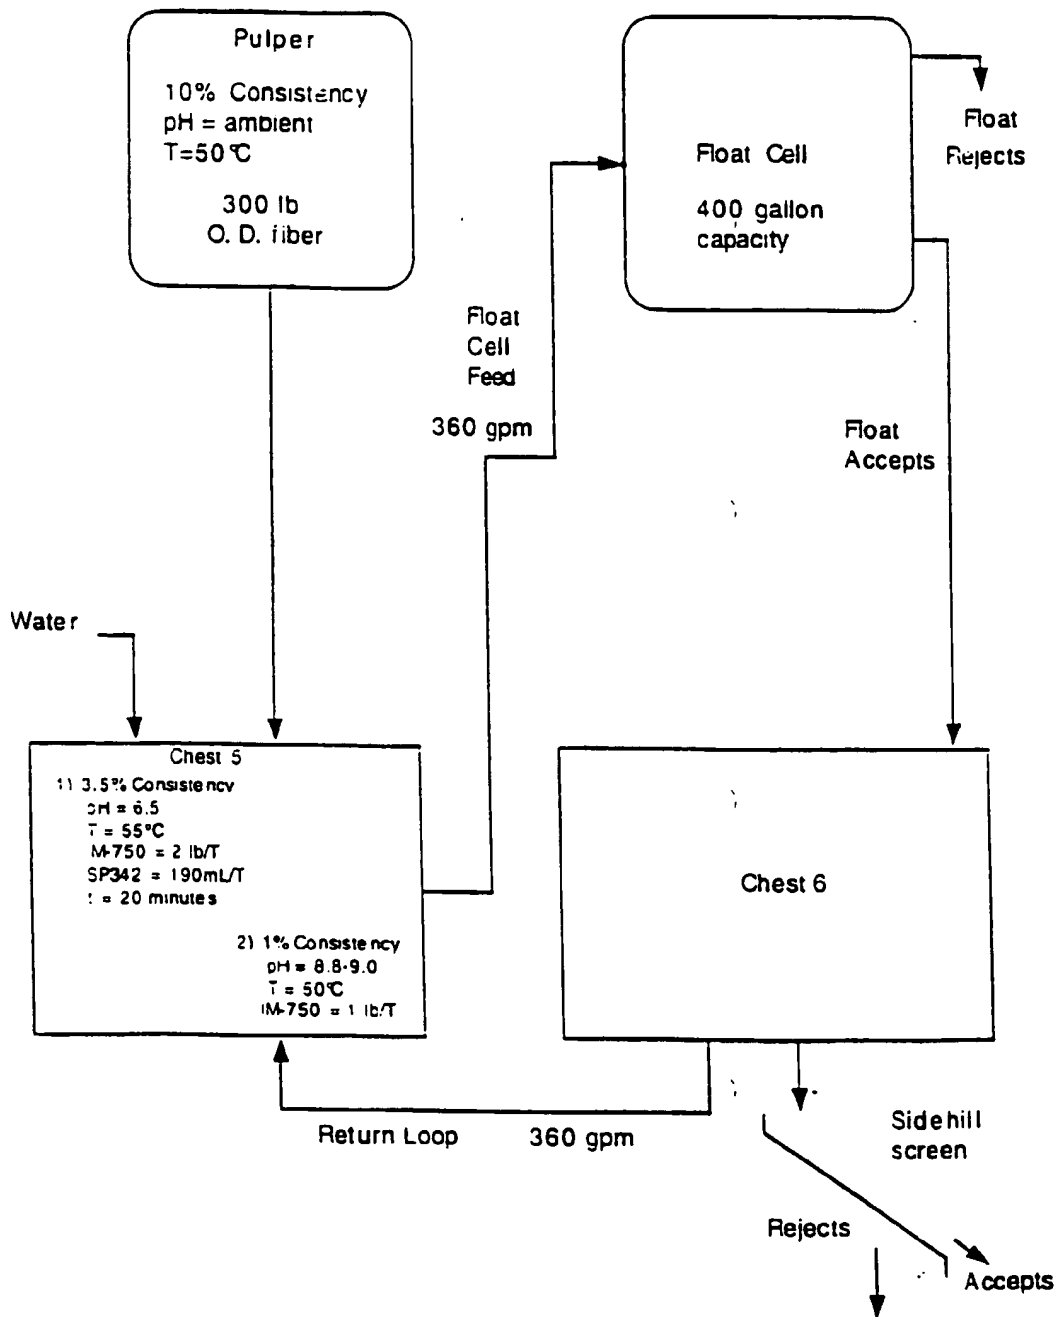 Pulper
10% Consistency
pH = ambient
T=50°C
300 lb
O. D. fiber
Float Cell
400 gallon
capacity
Float
Rejects
Float
Cell
Feed
360 gpm
Float
Accepts
Water
Chest 5
1) 3.5% Consistency
pH = 6.5
T = 55°C
IM-750 = 2 lb/T
SP342 = 190mL/T
t = 20 minutes
2) 1% Consistency
pH = 8.8-9.0
T = 50°C
IM-750 = 1 lb/T
Chest 6
Return Loop 360 gpm
Sidehill
screen
Rejects
Accepts